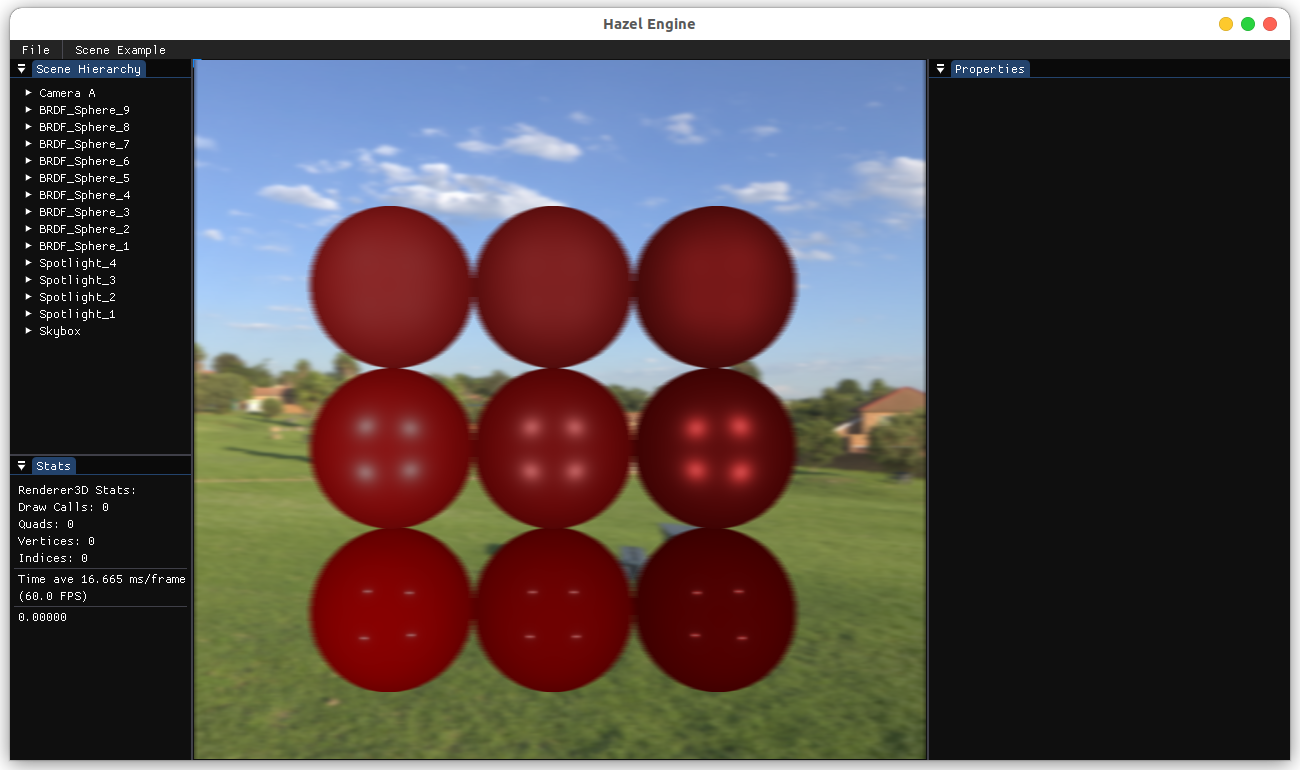 Hazel Engine
File
Scene Example
Scene Hierarchy
Camera A
BRDF_Sphere_9
BRDF_Sphere_8
BRDF_Sphere_7
BRDF_Sphere_6
BRDF_Sphere_5
BRDF_Sphere_4
BRDF_Sphere_3
BRDF_Sphere_2
BRDF_Sphere_1
Spotlight_4
Spotlight_3
Spotlight_2
Spotlight_1
Skybox
Stats
Renderer3D Stats:
Draw Calls: 0
Quads: 0
Vertices: 0
Indices: 0
Time ave 16.665 ms/frame
(60.0 FPS)
0.00000
Properties